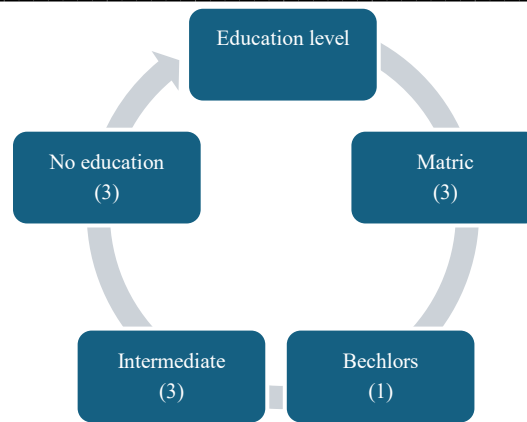 Education level
Matric
(3)
Bechlors
(1)
Intermediate
(3)
No education
(3)